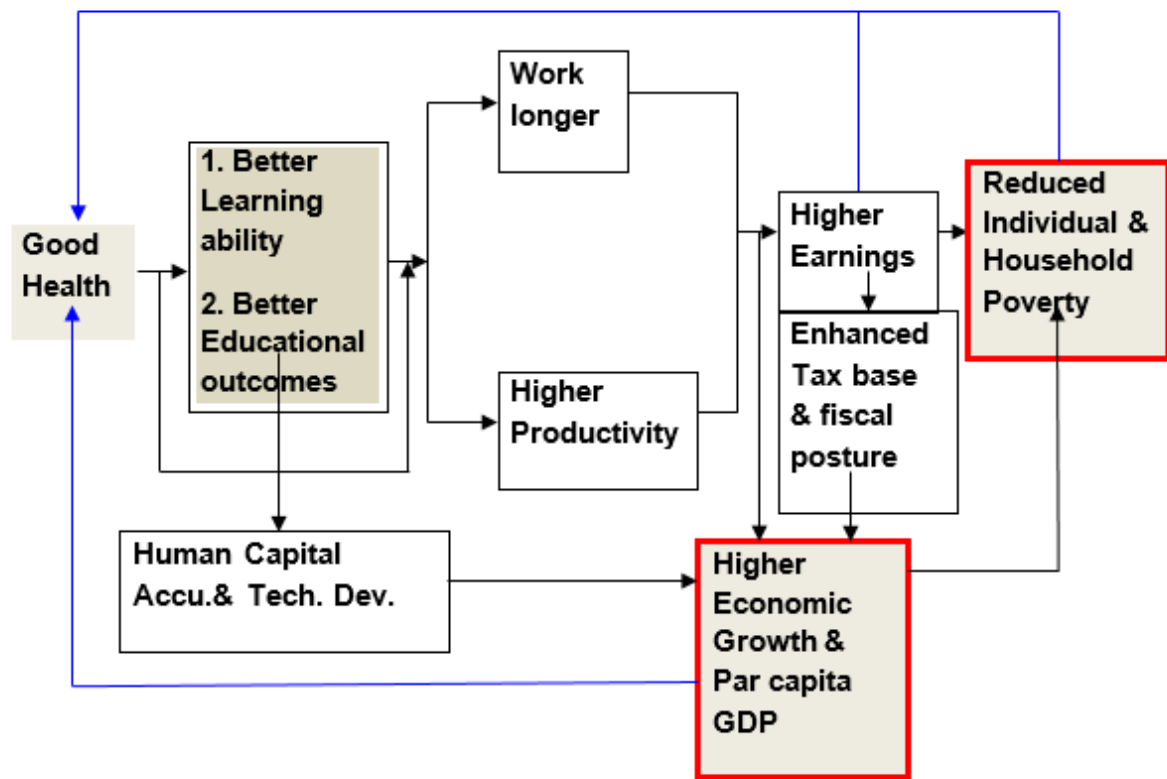 Good
Health
1. Better
Learning
ability
2. Better
Educational
outcomes
Work
longer
Higher
Productivity
Human Capital
Accu.& Tech. Dev.
Higher
Earnings
Enhanced
Tax base
& fiscal
posture
Reduced
Individual &
Household
Poverty
Higher
Economic
Growth &
Par capita
GDP